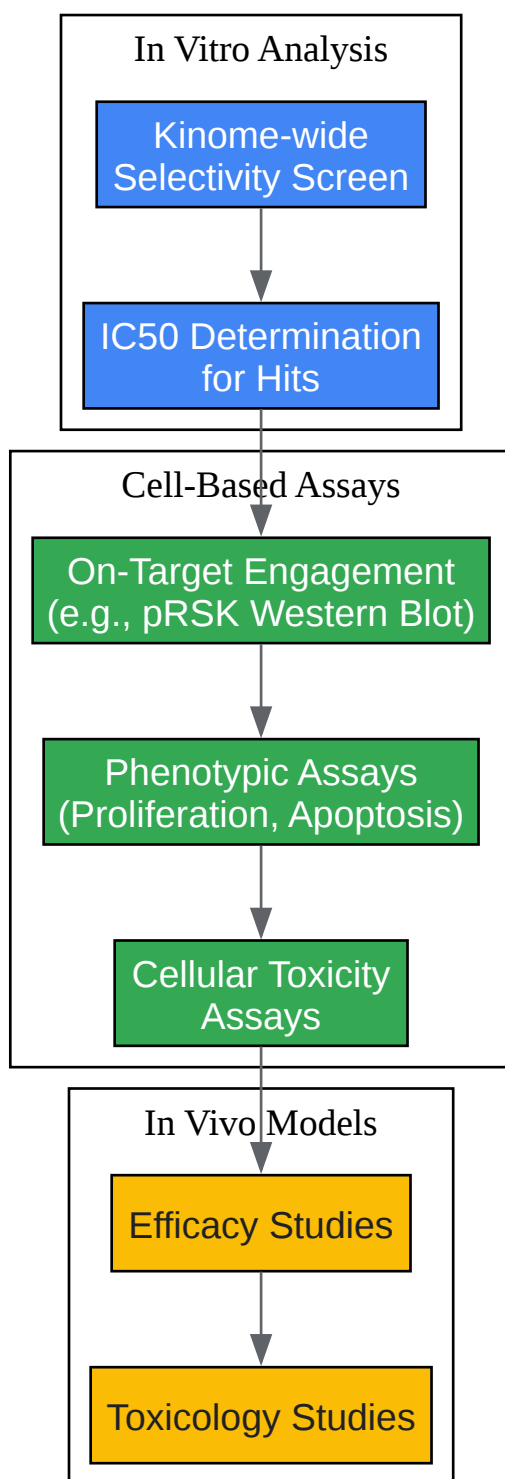 In Vitro Analysis
Kinome-wide
Selectivity Screen
IC50 Determination
for Hits
Cell-Based Assays
On-Target Engagement
(e.g., pRSK Western Blot)
Phenotypic Assays
(Proliferation, Apoptosis)
Cellular Toxicity
Assays
In Vivo Models
Efficacy Studies
Toxicology Studies